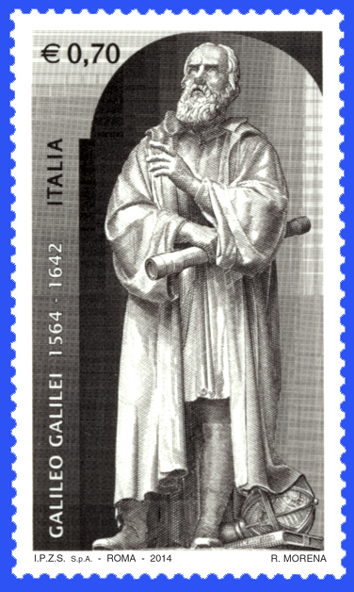 € 0,70
ITALIA
GALILEO GALILEI 1564 - 1642
I.P.Z.S. S.p.A. - ROMA - 2014
R. MORENA